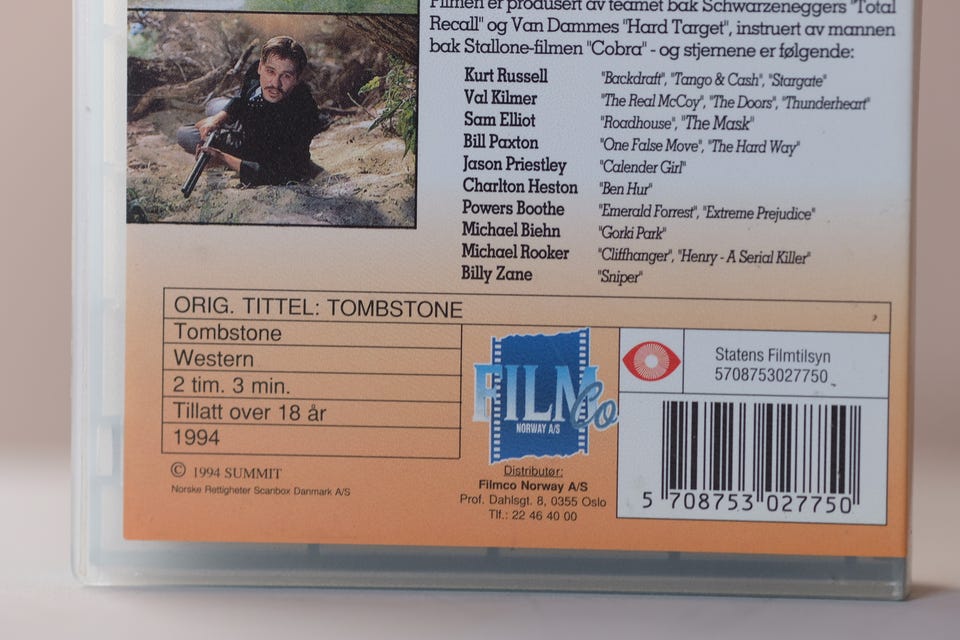 Filmen er produsert av teamet bak Schwarzeneggers "Total
Recall" og Van Dammes "Hard Target", instruert av mannen
bak Stallone-filmen "Cobra" - og stjernene er følgende:
Kurt Russell "Backdraft", "Tango & Cash", "Stargate"
Val Kilmer "The Real McCoy", "The Doors", "Thunderheart"
Sam Elliot "Roadhouse", "The Mask"
Bill Paxton "One False Move", "The Hard Way"
Jason Priestley "Calender Girl"
Charlton Heston "Ben Hur"
Powers Boothe "Emerald Forrest", "Extreme Prejudice"
Michael Biehn "Gorki Park"
Michael Rooker "Cliffhanger", "Henry - A Serial Killer"
Billy Zane "Sniper"
ORIG. TITTEL: TOMBSTONE
Tombstone
Western
2 tim. 3 min.
Tillatt over 18 år
1994
© 1994 SUMMIT
Norske Rettigheter Scanbox Danmark A/S
FILM Co
NORWAY A/S
Distributør:
Filmco Norway A/S
Prof. Dahlsgt. 8, 0355 Oslo
Tlf.: 22 46 40 00
Statens Filmtilsyn
5708753027750
5 708753 027750